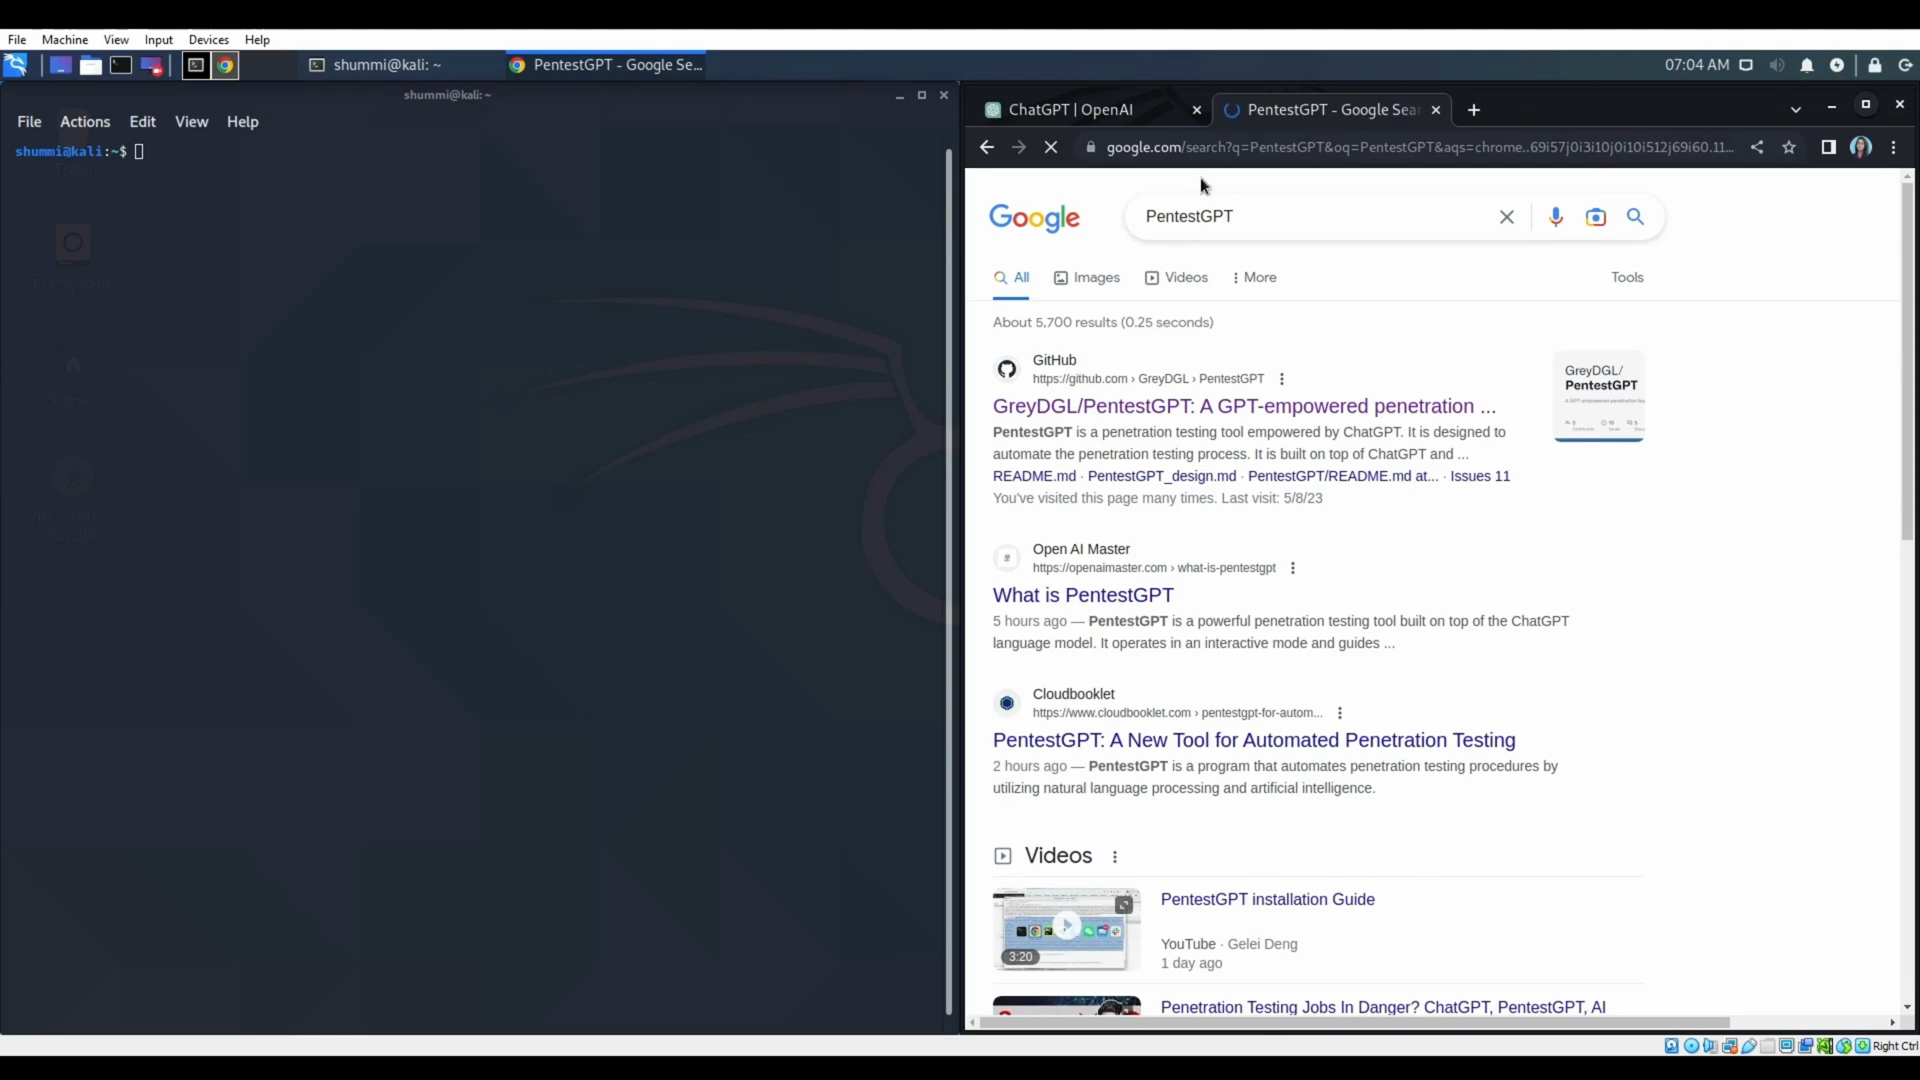 File Machine View Input Devices Help
shummi@kali: ~ PentestGPT - Google Se... 07:04 AM
shummi@kali:~
File Actions Edit View Help
shummi@kali:~$
File System
Home
ChatGPT | OpenAI PentestGPT - Google Sear
google.com/search?q=PentestGPT&oq=PentestGPT&aqs=chrome..69i57j0i3i10j0i10i512j69i60.11...
Google PentestGPT
All Images Videos More Tools
About 5,700 results (0.25 seconds)
GitHub
https://github.com › GreyDGL › PentestGPT
GreyDGL/PentestGPT: A GPT-empowered penetration ...
PentestGPT is a penetration testing tool empowered by ChatGPT. It is designed to
automate the penetration testing process. It is built on top of ChatGPT and ...
README.md · PentestGPT_design.md · PentestGPT/README.md at... · Issues 11
You've visited this page many times. Last visit: 5/8/23
GreyDGL/
PentestGPT
Open AI Master
https://openaimaster.com › what-is-pentestgpt
What is PentestGPT
5 hours ago — PentestGPT is a powerful penetration testing tool built on top of the ChatGPT
language model. It operates in an interactive mode and guides ...
Cloudbooklet
https://www.cloudbooklet.com › pentestgpt-for-autom...
PentestGPT: A New Tool for Automated Penetration Testing
2 hours ago — PentestGPT is a program that automates penetration testing procedures by
utilizing natural language processing and artificial intelligence.
Videos
3:20
PentestGPT installation Guide
YouTube · Gelei Deng
1 day ago
Penetration Testing Jobs In Danger? ChatGPT, PentestGPT, AI
Right Ctrl